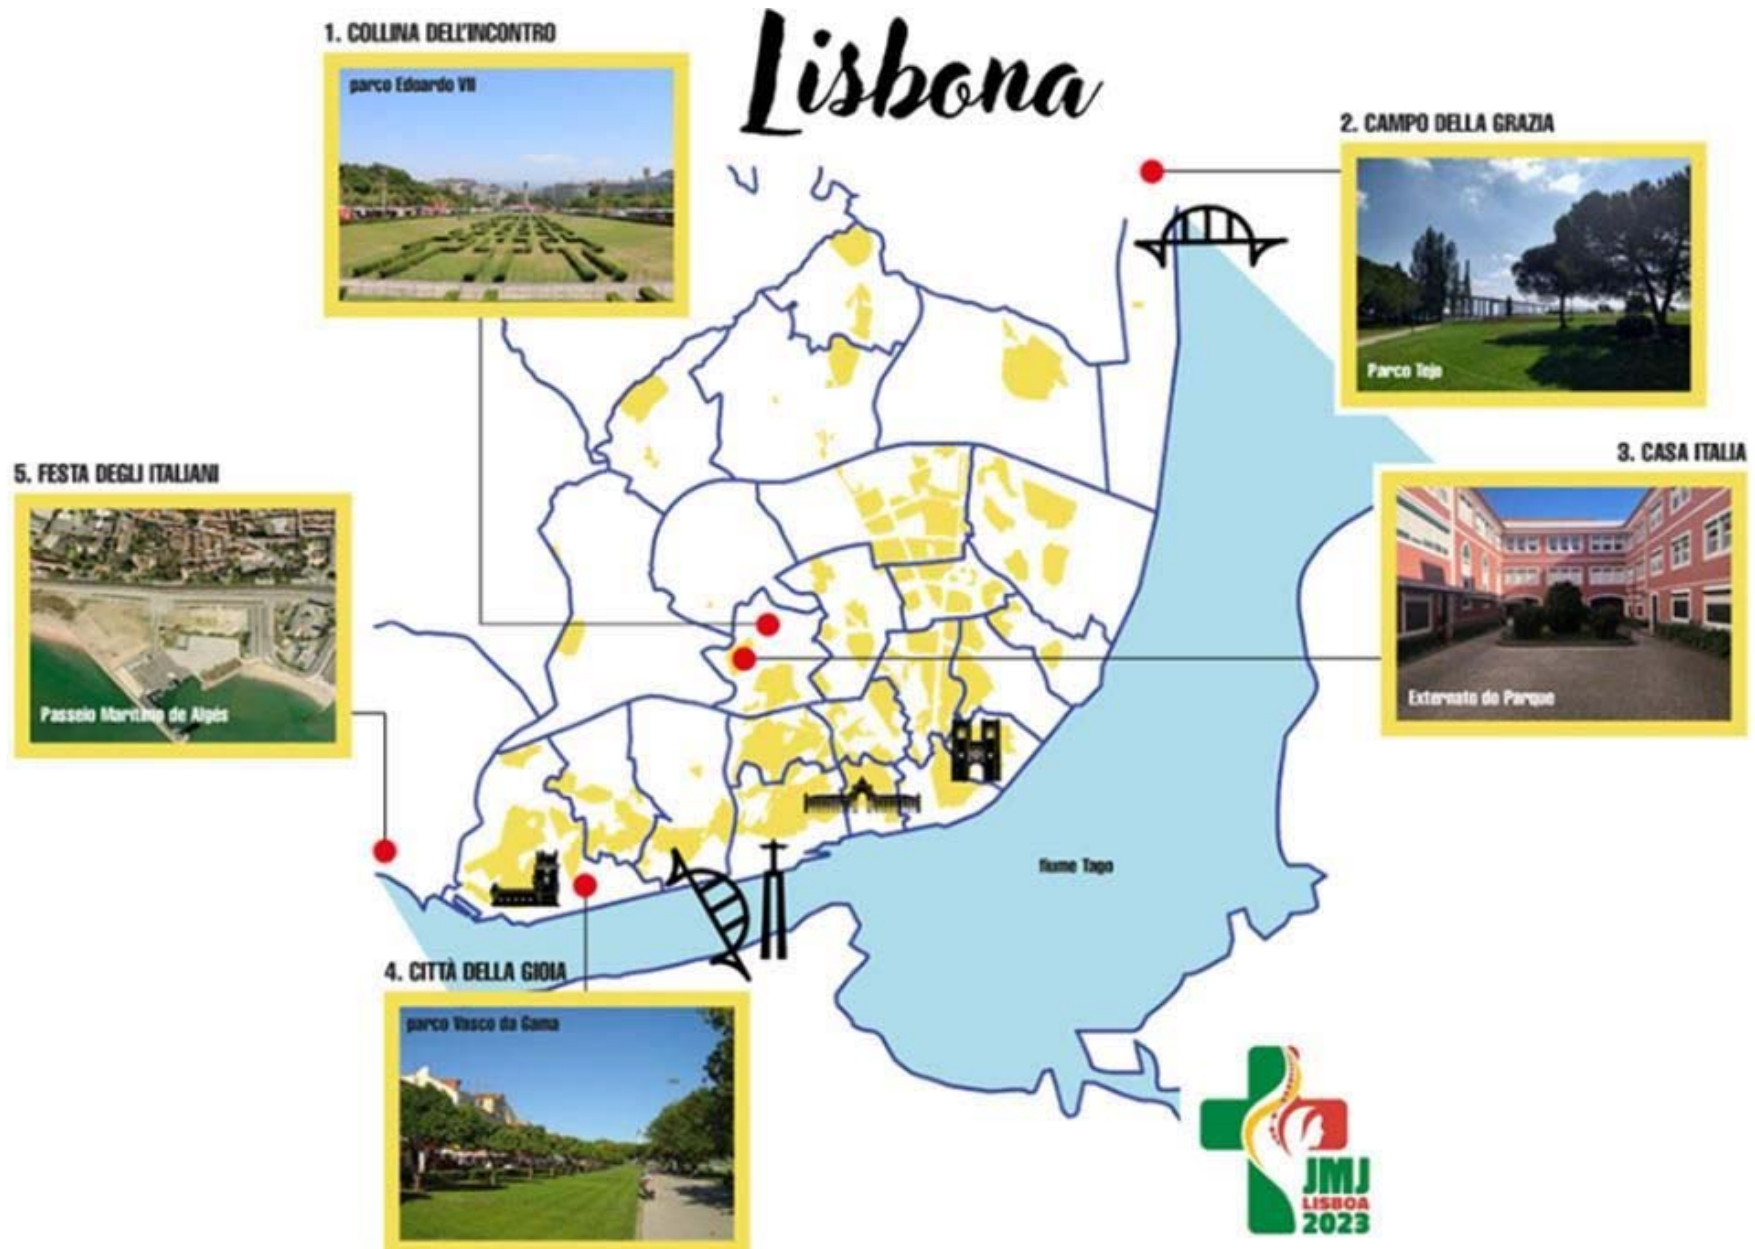 Lisbona
1. COLLINA DELL'INCONTRO
parco Edoardo VII
2. CAMPO DELLA GRAZIA
Parco Tejo
3. CASA ITALIA
Externato do Parque
5. FESTA DEGLI ITALIANI
Passeio Marítimo de Algés
fiume Tago
4. CITTÀ DELLA GIOIA
parco Vasco da Gama
JMJ
LISBOA
2023